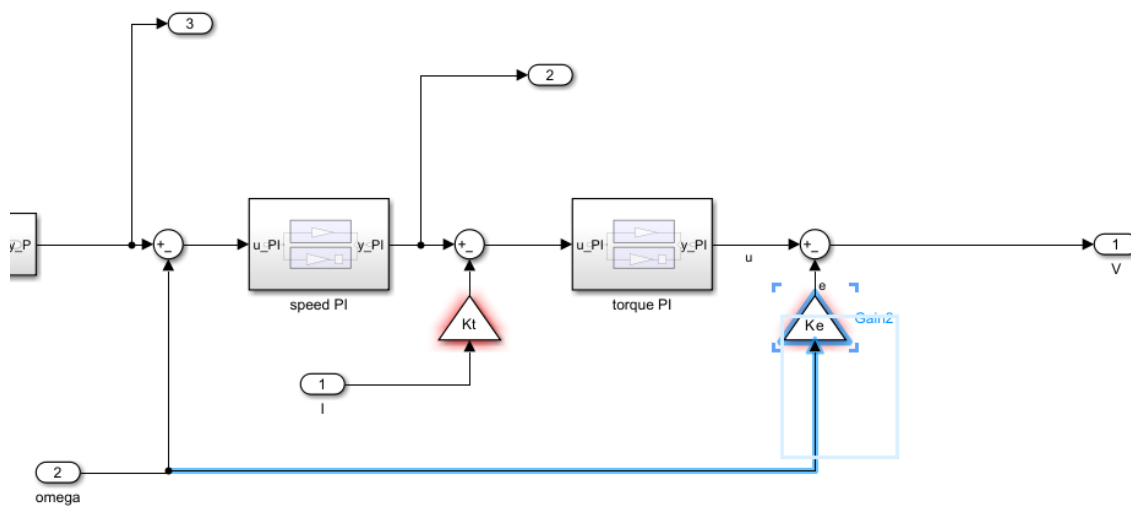 3
2
y_P
+
_
u_PI
y_PI
+
_
u_PI
y_PI
u
+
_
1
V
speed PI
torque PI
e
Kt
Ke
Gain2
1
I
2
omega